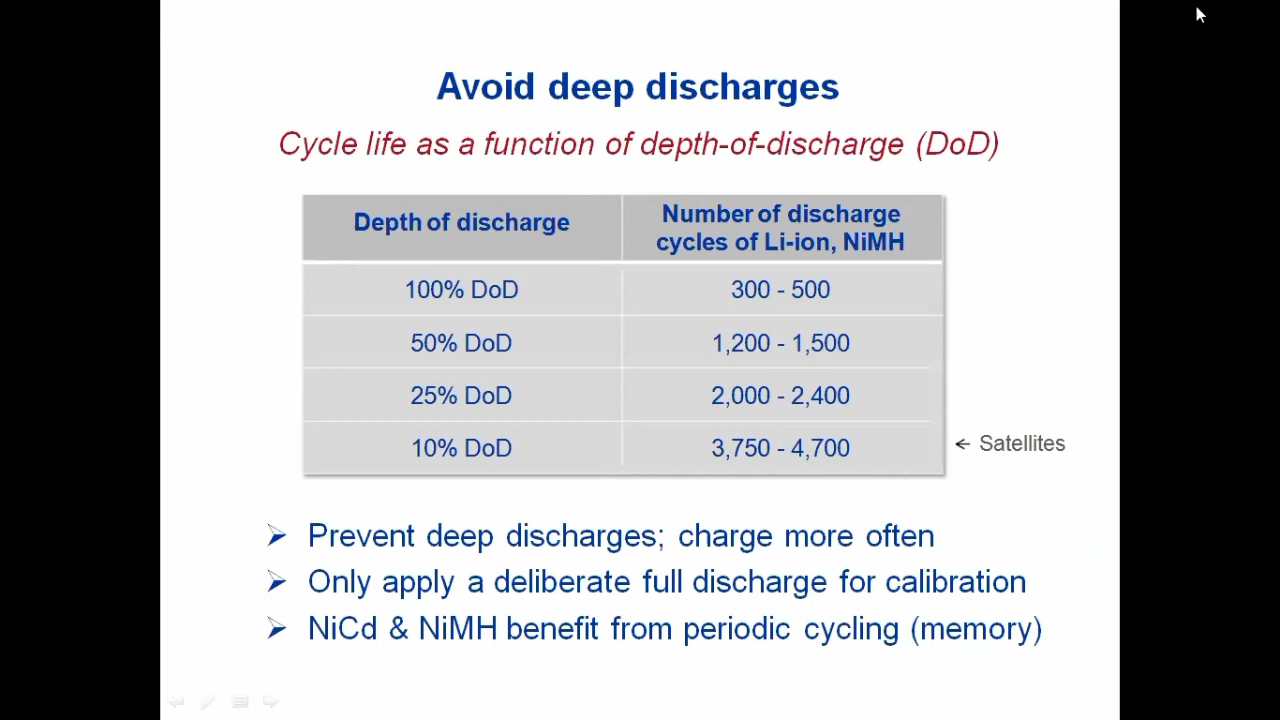 Avoid deep discharges
Cycle life as a function of depth-of-discharge (DoD)
Depth of discharge
Number of discharge
cycles of Li-ion, NiMH
100% DoD
300 - 500
50% DoD
1,200 - 1,500
25% DoD
2,000 - 2,400
10% DoD
3,750 - 4,700
← Satellites
➢ Prevent deep discharges; charge more often
➢ Only apply a deliberate full discharge for calibration
➢ NiCd & NiMH benefit from periodic cycling (memory)